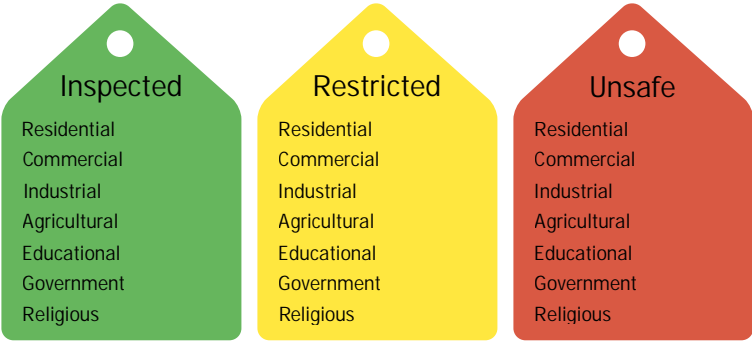 Inspected
Residential
Commercial
Industrial
Agricultural
Educational
Government
Religious
Restricted
Residential
Commercial
Industrial
Agricultural
Educational
Government
Religious
Unsafe
Residential
Commercial
Industrial
Agricultural
Educational
Government
Religious